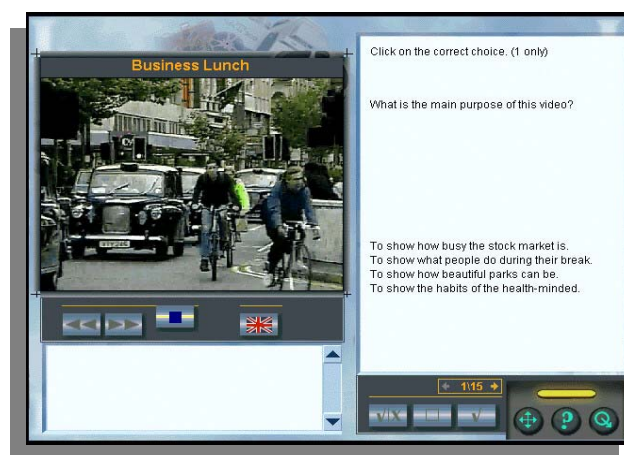 Business Lunch
Click on the correct choice. (1 only)
What is the main purpose of this video?
To show how busy the stock market is.
To show what people do during their break.
To show how beautiful parks can be.
To show the habits of the health-minded.
1\15